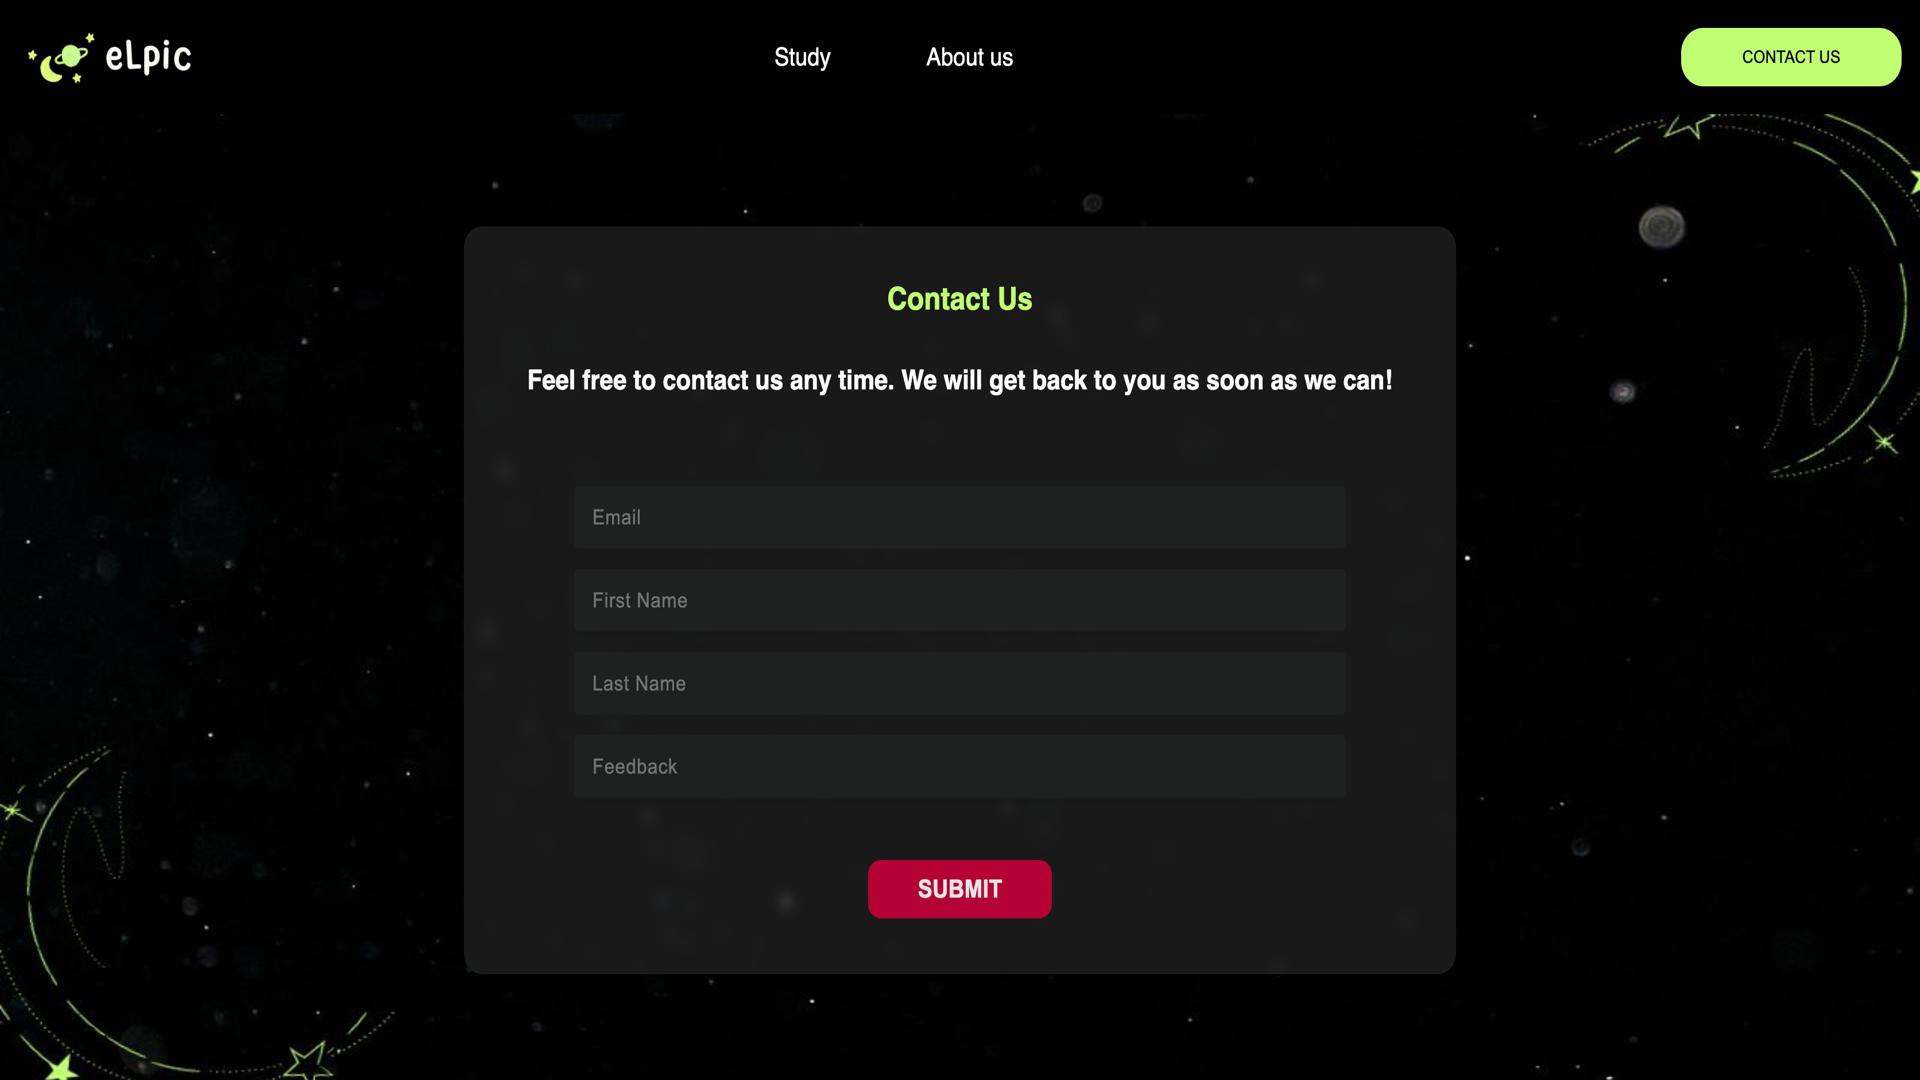 eLpic
Study
About us
CONTACT US
Contact Us
Feel free to contact us any time. We will get back to you as soon as we can!
Email
First Name
Last Name
Feedback
SUBMIT